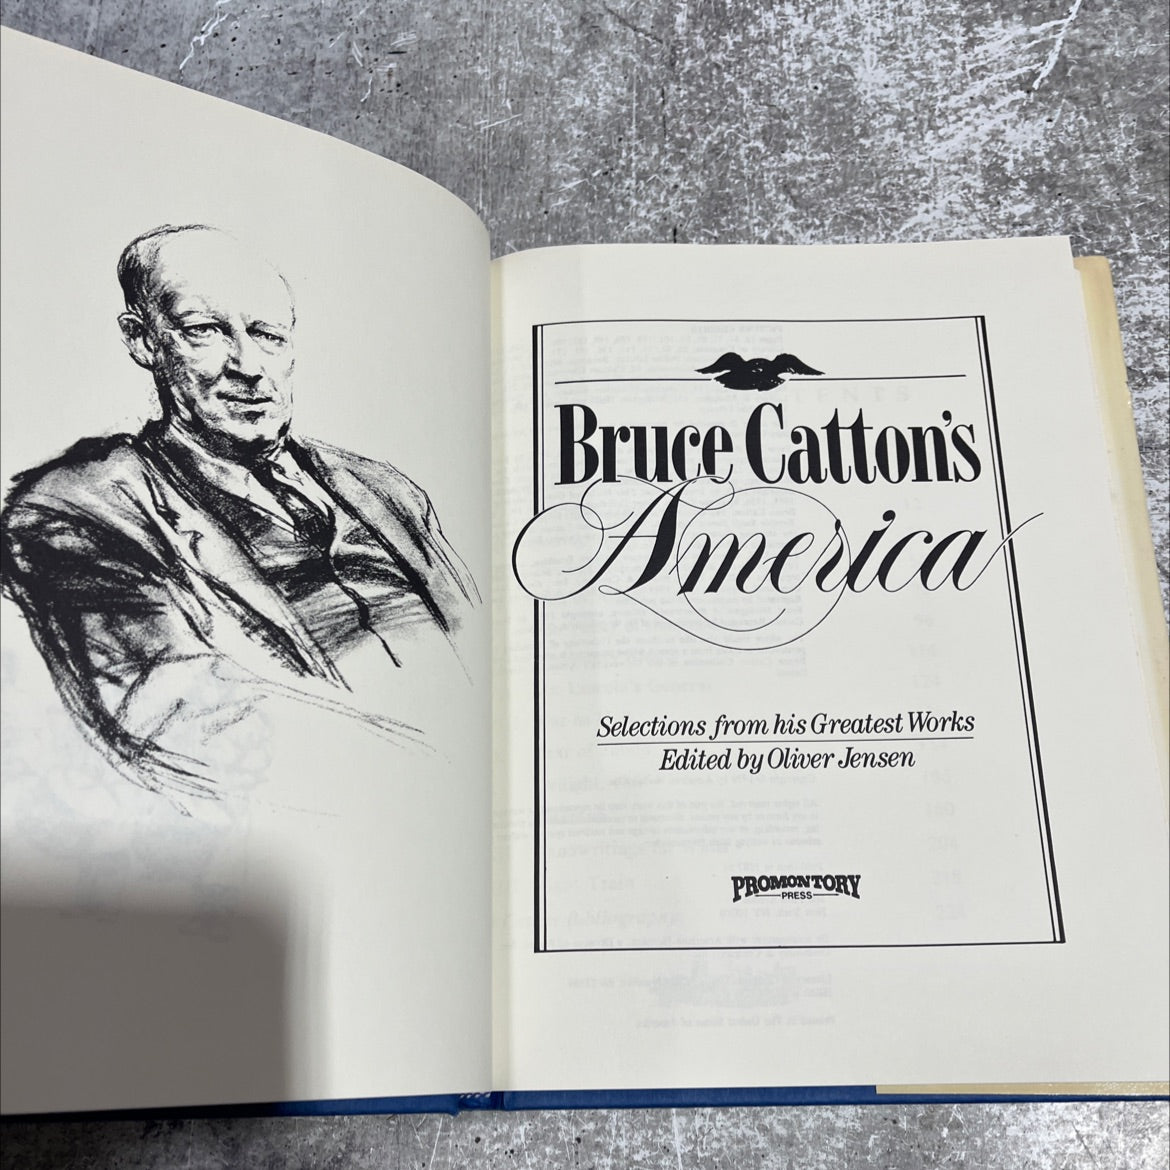 Bruce Catton's
America
Selections from his Greatest Works
Edited by Oliver Jensen
PROMONTORY
PRESS